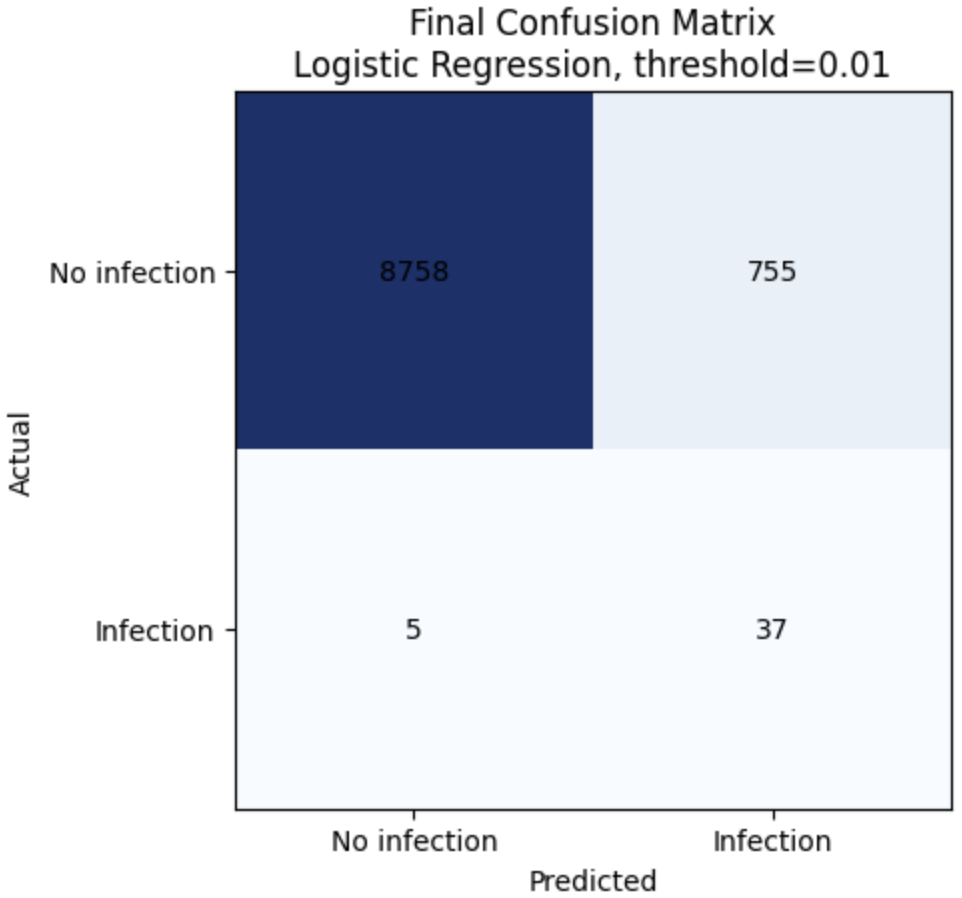 Final Confusion Matrix
Logistic Regression, threshold=0.01
No infection
8758
755
Actual
Infection
5
37
No infection
Infection
Predicted